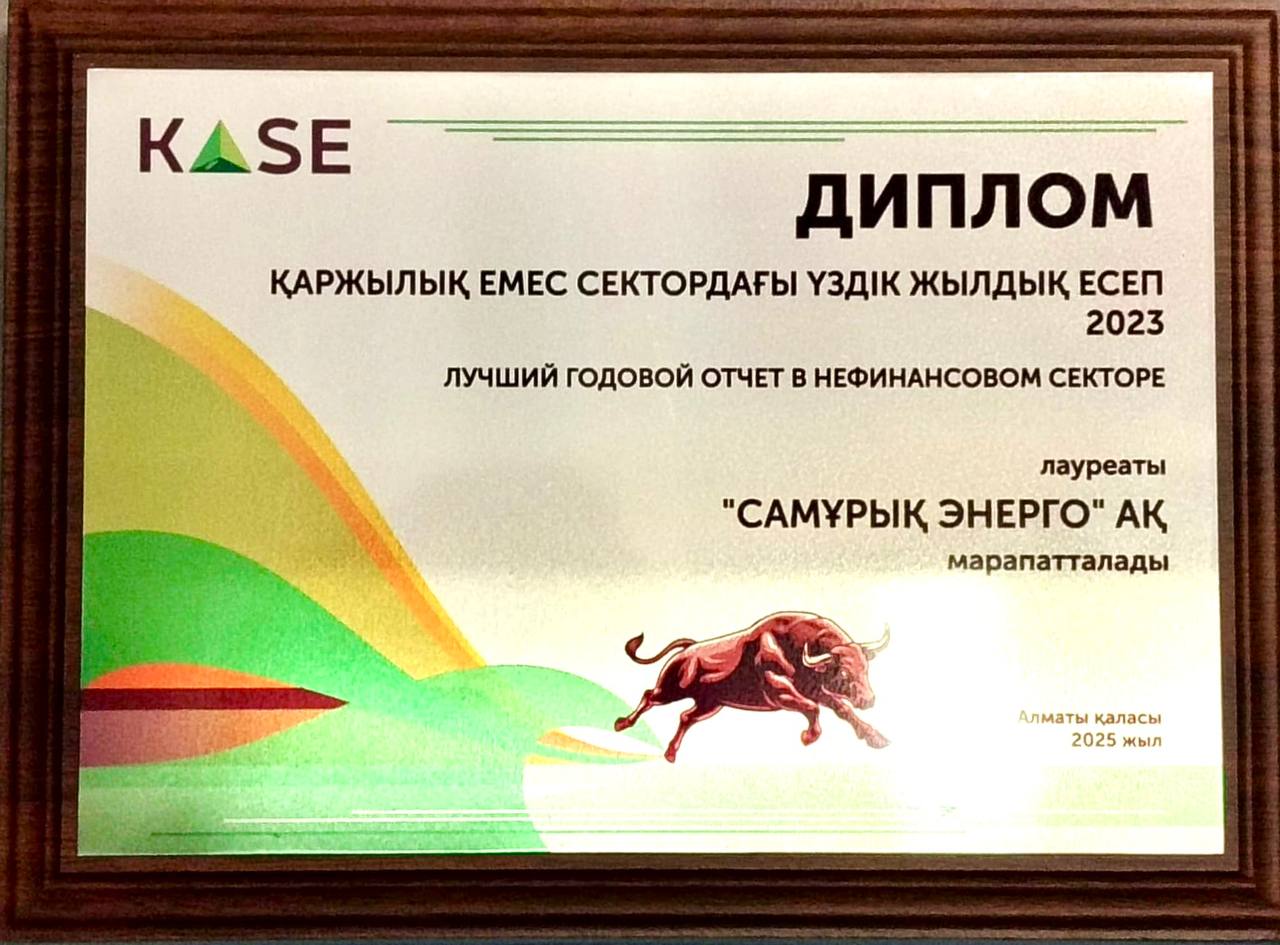 KASE
ДИПЛОМ
ҚАРЖЫЛЫҚ ЕМЕС СЕКТОРДАҒЫ ҮЗДІК ЖЫЛДЫҚ ЕСЕП
2023
ЛУЧШИЙ ГОДОВОЙ ОТЧЕТ В НЕФИНАНСОВОМ СЕКТОРЕ
лауреаты
"САМҰРЫҚ ЭНЕРГО" АҚ
марапатталады
Алматы қаласы
2025 жыл